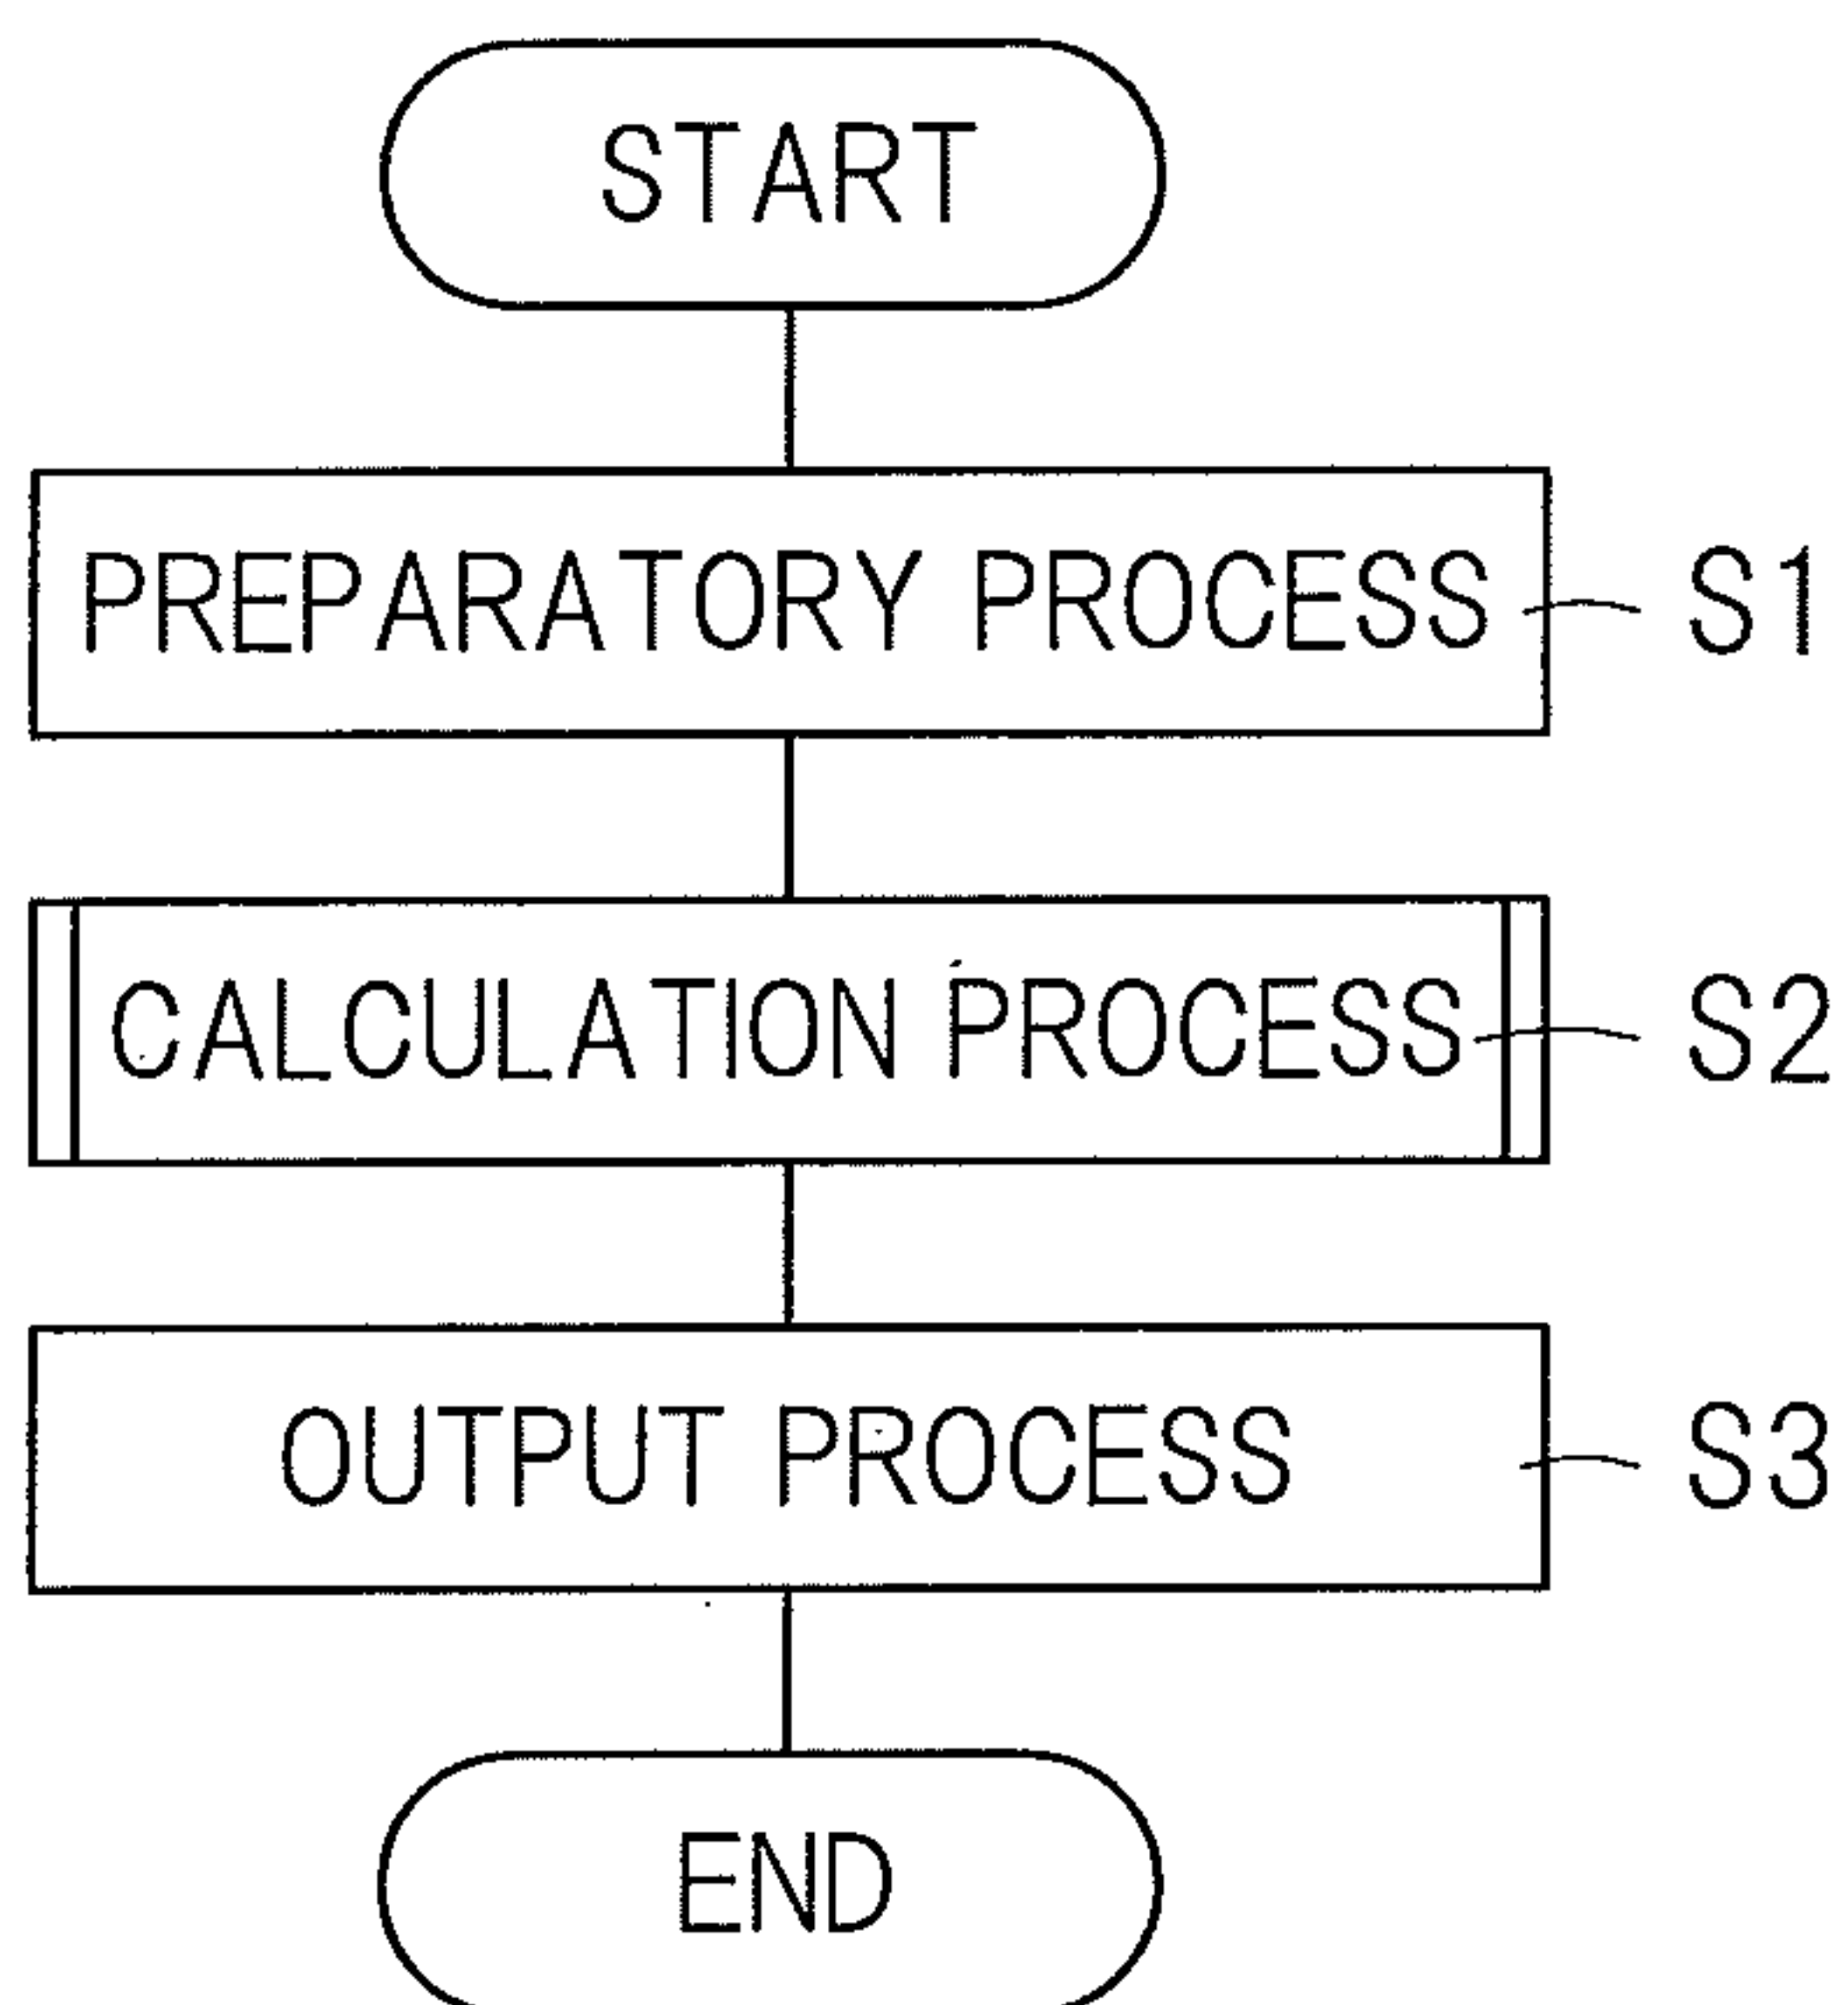 START
PREPARATORY PROCESS S1
CALCULATION PROCESS S2
OUTPUT PROCESS S3
END